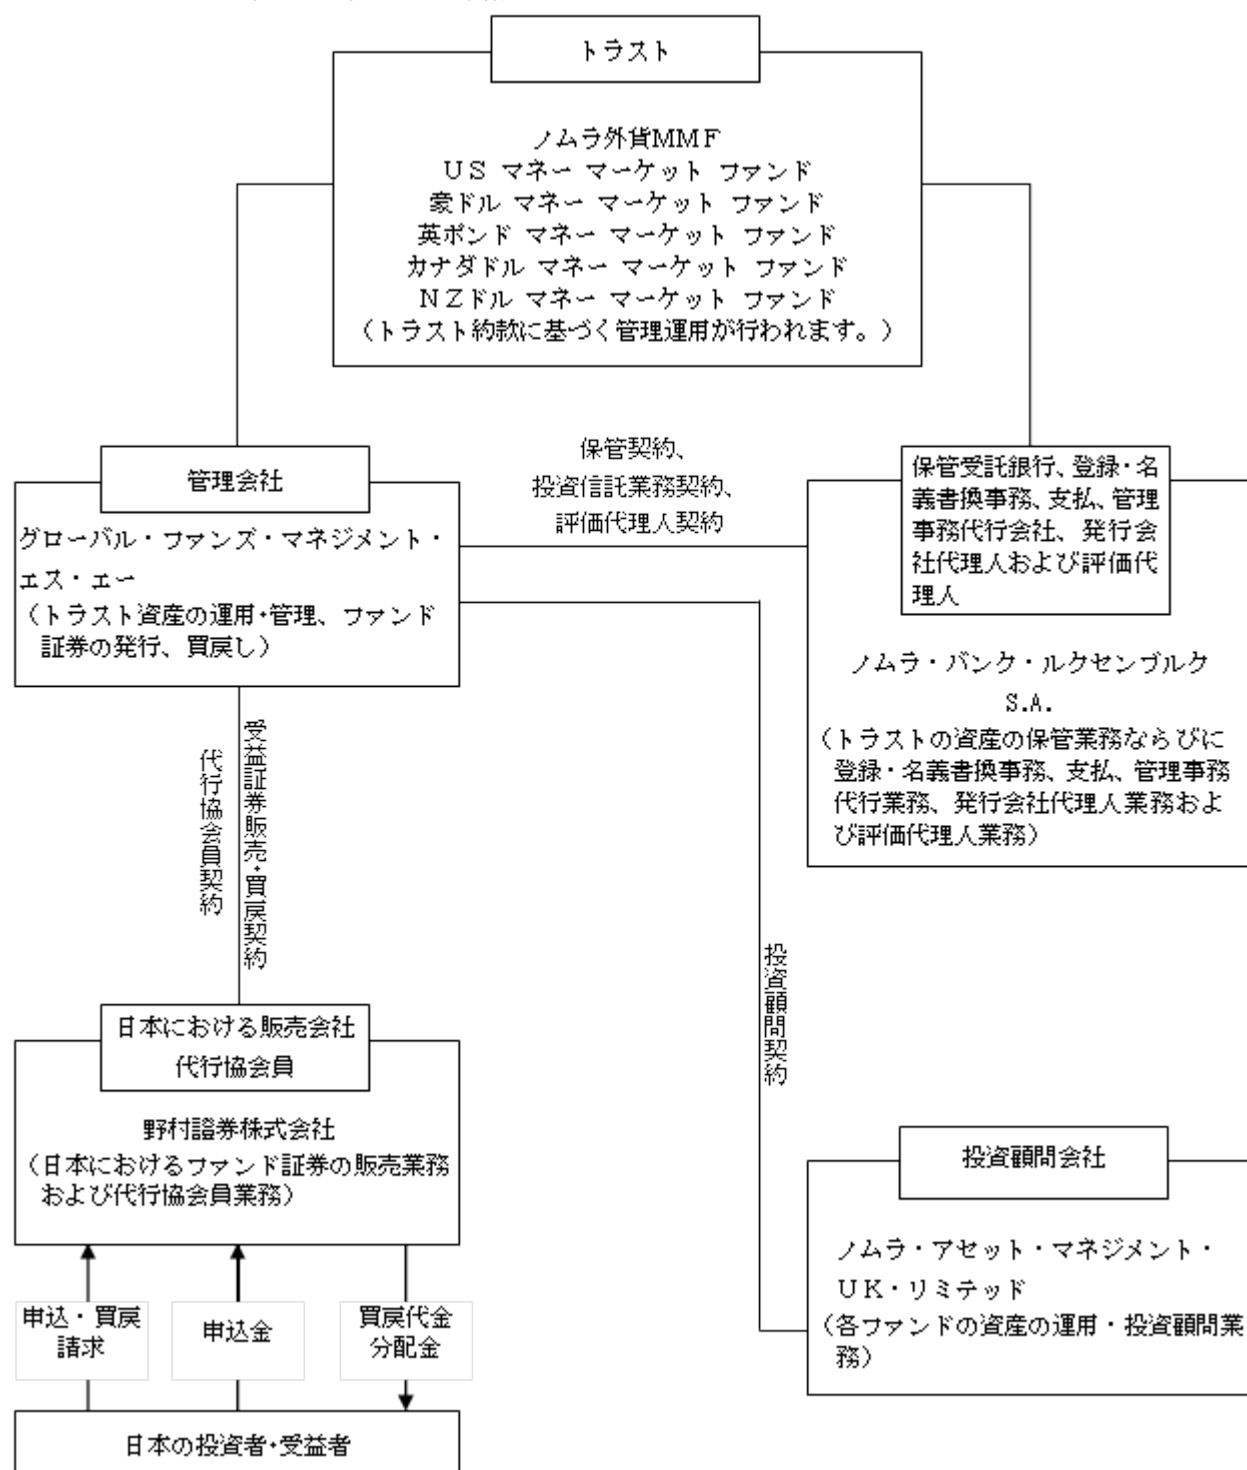 トラスト
ノムラ外貨MMF
US マネー マーケット ファンド
豪ドル マネー マーケット ファンド
英ポンド マネー マーケット ファンド
カナダドル マネー マーケット ファンド
NZドル マネー マーケット ファンド
(トラスト約款に基づく管理運用が行われます。)
管理会社
グローバル・ファンズ・マネジメント・
エス・エー
(トラスト資産の運用・管理、ファンド
証券の発行、買戻し)
保管契約、
投資信託業務契約、
評価代理人契約
保管受託銀行、登録・名
義書換事務、支払、管理
事務代行会社、発行会
社代理人および評価代
理人
ノムラ・バンク・ルクセンブルク
S.A.
(トラストの資産の保管業務ならびに
登録・名義書換事務、支払、管理事務
代行業務、発行会社代理人業務およ
び評価代理人業務)
代行協会員契約
受益証券販売・買戻契約
投資顧問契約
日本における販売会社
代行協会員
野村證券株式会社
(日本におけるファンド証券の販売業務
および代行協会員業務)
投資顧問会社
ノムラ・アセット・マネジメント・
UK・リミテッド
(各ファンドの資産の運用・投資顧問業
務)
申込・買戻
請求
申込金
買戻代金
分配金
日本の投資者・受益者